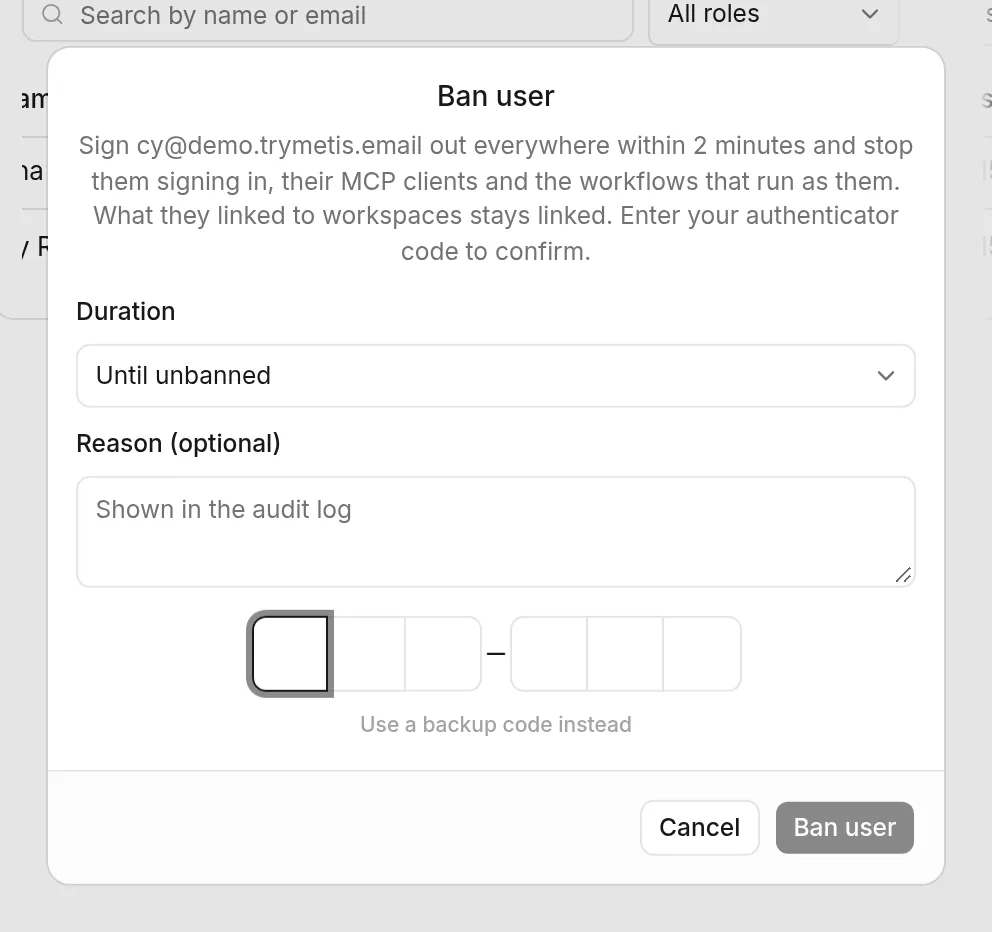 Search by name or email
All roles
Ban user
Sign cy@demo.trymetis.email out everywhere within 2 minutes and stop
them signing in, their MCP clients and the workflows that run as them.
What they linked to workspaces stays linked. Enter your authenticator
code to confirm.
Duration
Until unbanned
Reason (optional)
Shown in the audit log
Use a backup code instead
Cancel
Ban user